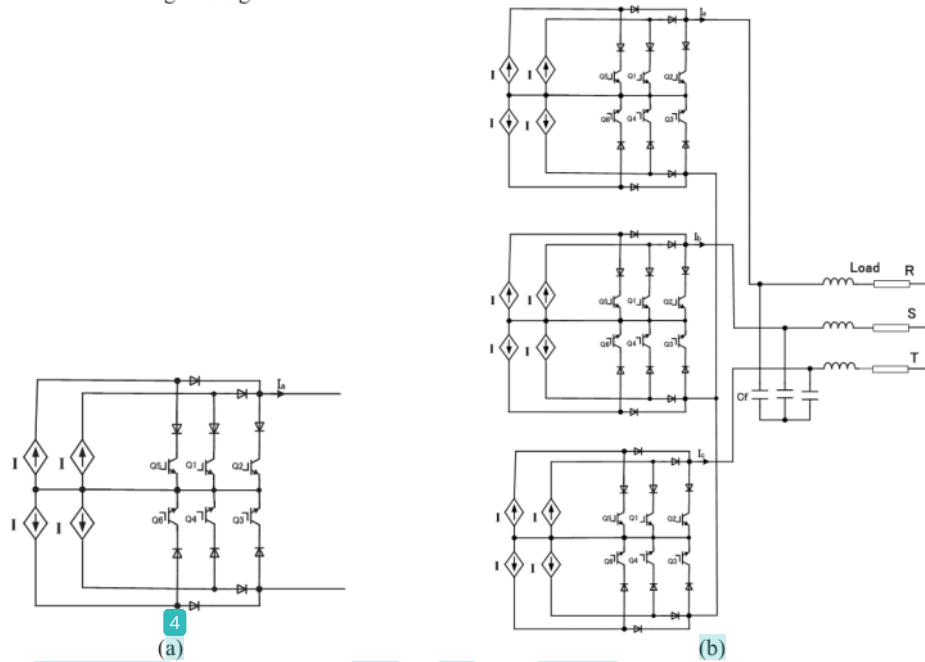 Ia
I I Q5 Q1 Q2
I I Q6 Q4 Q3
Ib
I I Q5 Q1 Q2
I I Q6 Q4 Q3
Load R
S
T
Cf
Ia
I I Q5 Q1 Q2
I I Q6 Q4 Q3
Ic
I I Q5 Q1 Q2
I I Q6 Q4 Q3
4
(a) (b)